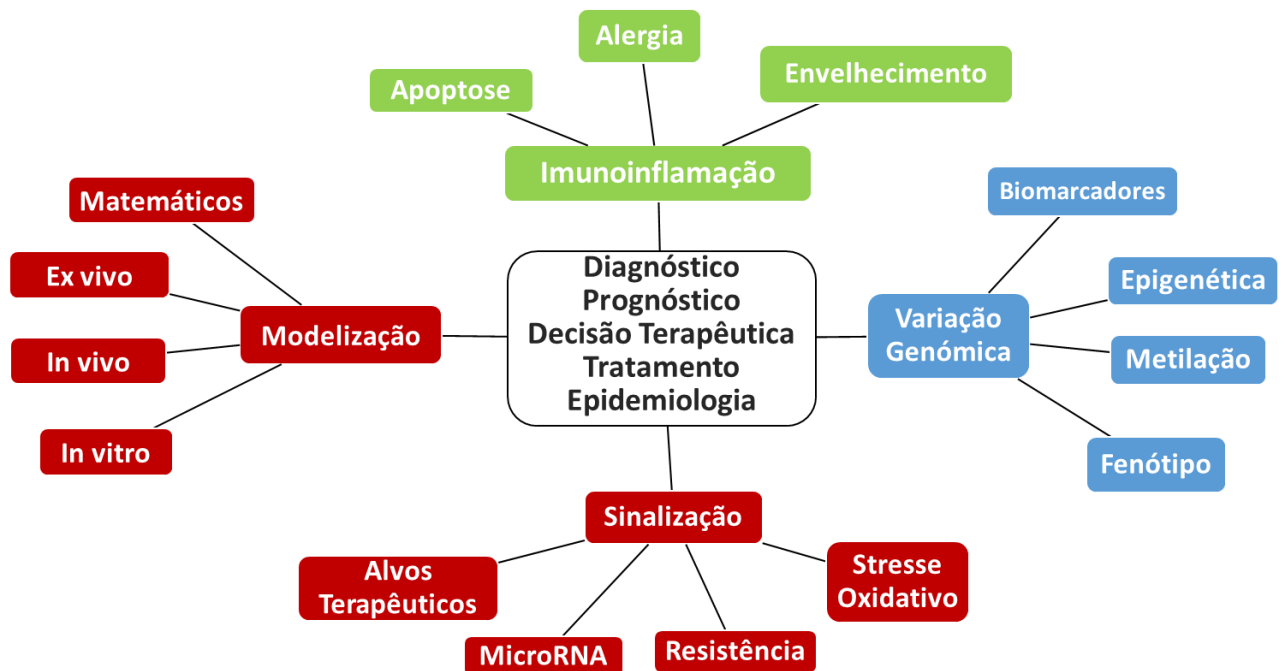 Alergia
Envelhecimento
Apoptose
Imunoinflamação
Matemáticos
Ex vivo
In vivo
In vitro
Modelização
Diagnóstico
Prognóstico
Decisão Terapêutica
Tratamento
Epidemiologia
Variação
Genómica
Biomarcadores
Epigenética
Metilação
Fenótipo
Sinalização
Alvos
Terapêuticos
MicroRNA
Resistência
Stresse
Oxidativo